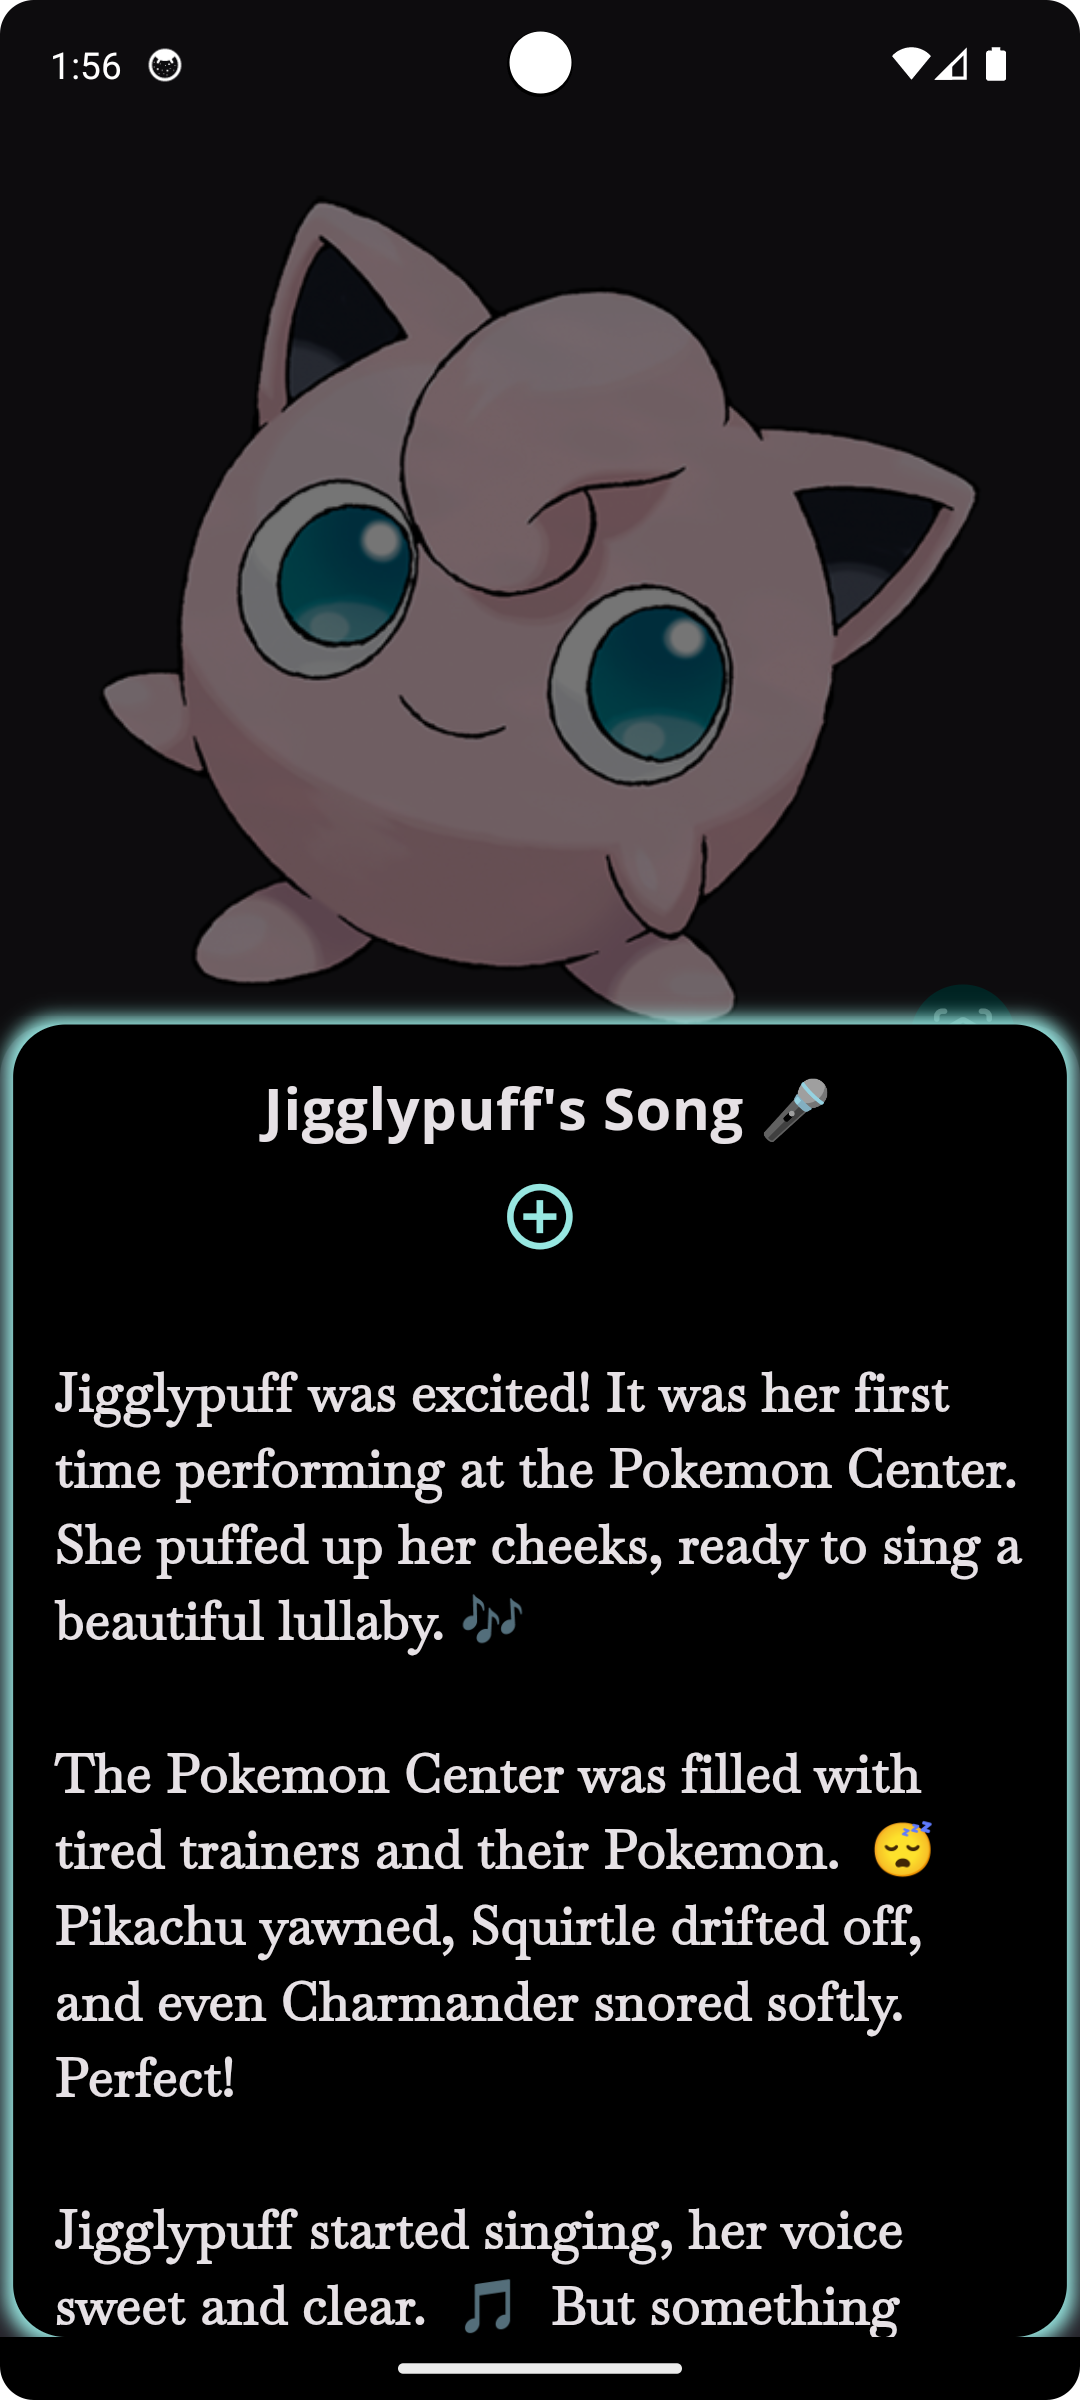 1:56
Jigglypuff's Song 🎤
Jigglypuff was excited! It was her first
time performing at the Pokemon Center.
She puffed up her cheeks, ready to sing a
beautiful lullaby. 🎶
The Pokemon Center was filled with
tired trainers and their Pokemon. 😴
Pikachu yawned, Squirtle drifted off,
and even Charmander snored softly.
Perfect!
Jigglypuff started singing, her voice
sweet and clear. 🎵 But something